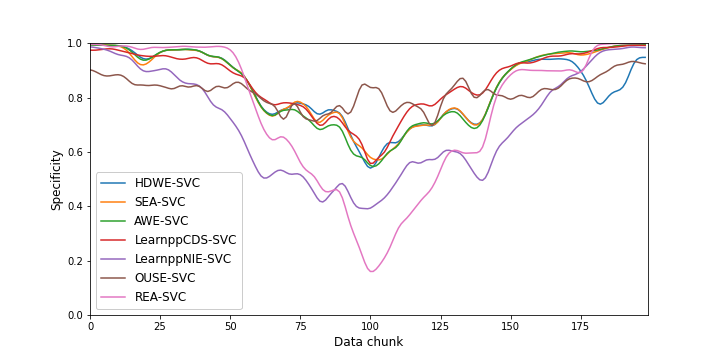 1.0
0.8
0.6
0.4
0.2
0.0
Specificity
HDWE-SVC
SEA-SVC
AWE-SVC
LearnppCDS-SVC
LearnppNIE-SVC
OUSE-SVC
REA-SVC
0 25 50 75 100 125 150 175
Data chunk